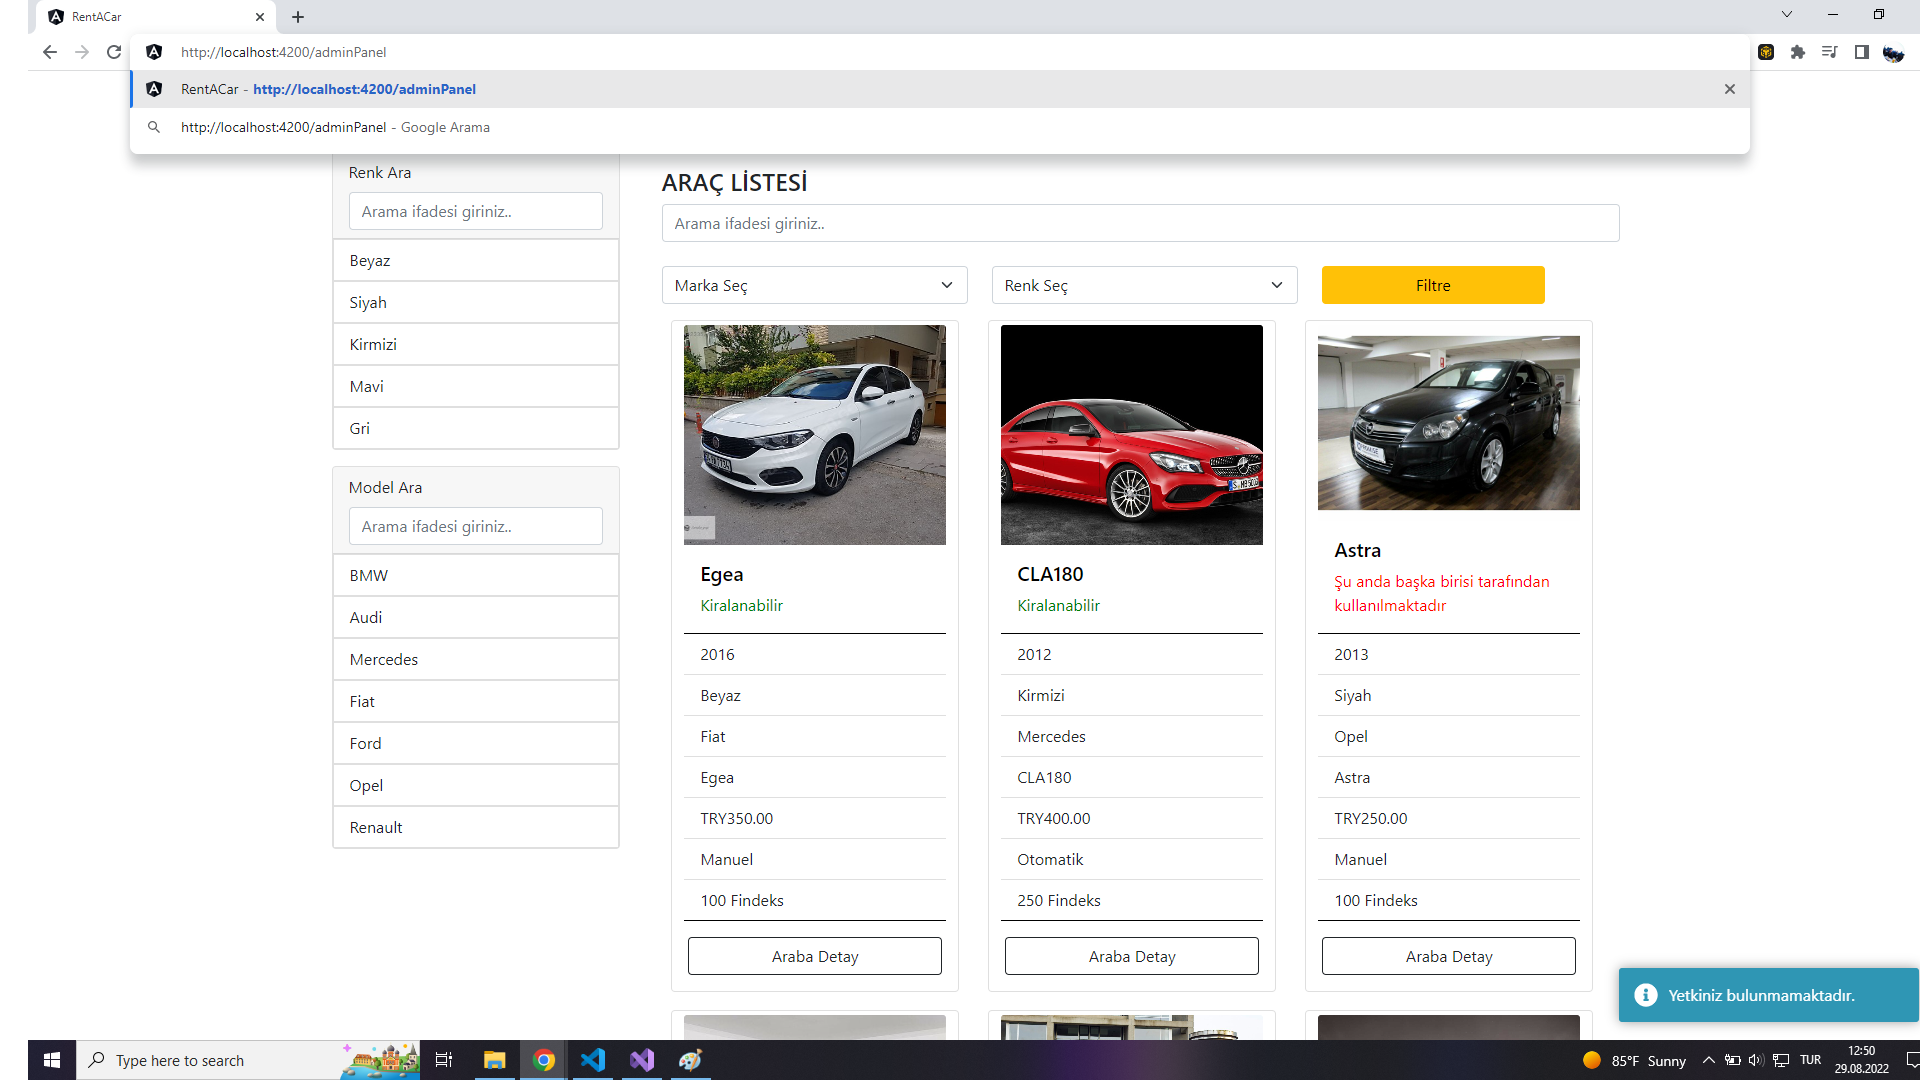 RentACar
http://localhost:4200/adminPanel
RentACar - http://localhost:4200/adminPanel
http://localhost:4200/adminPanel - Google Arama
Renk Ara
Arama ifadesi giriniz..
Beyaz
Siyah
Kirmizi
Mavi
Gri
Model Ara
Arama ifadesi giriniz..
BMW
Audi
Mercedes
Fiat
Ford
Opel
Renault
ARAÇ LİSTESİ
Arama ifadesi giriniz..
Marka Seç
Renk Seç
Filtre
Egea
Kiralanabilir
2016
Beyaz
Fiat
Egea
TRY350.00
Manuel
100 Findeks
Araba Detay
CLA180
Kiralanabilir
2012
Kirmizi
Mercedes
CLA180
TRY400.00
Otomatik
250 Findeks
Araba Detay
Astra
Şu anda başka birisi tarafından
kullanılmaktadır
2013
Siyah
Opel
Astra
TRY250.00
Manuel
100 Findeks
Araba Detay
Yetkiniz bulunmamaktadır.
Type here to search
85°F Sunny
TUR
12:50
29.08.2022